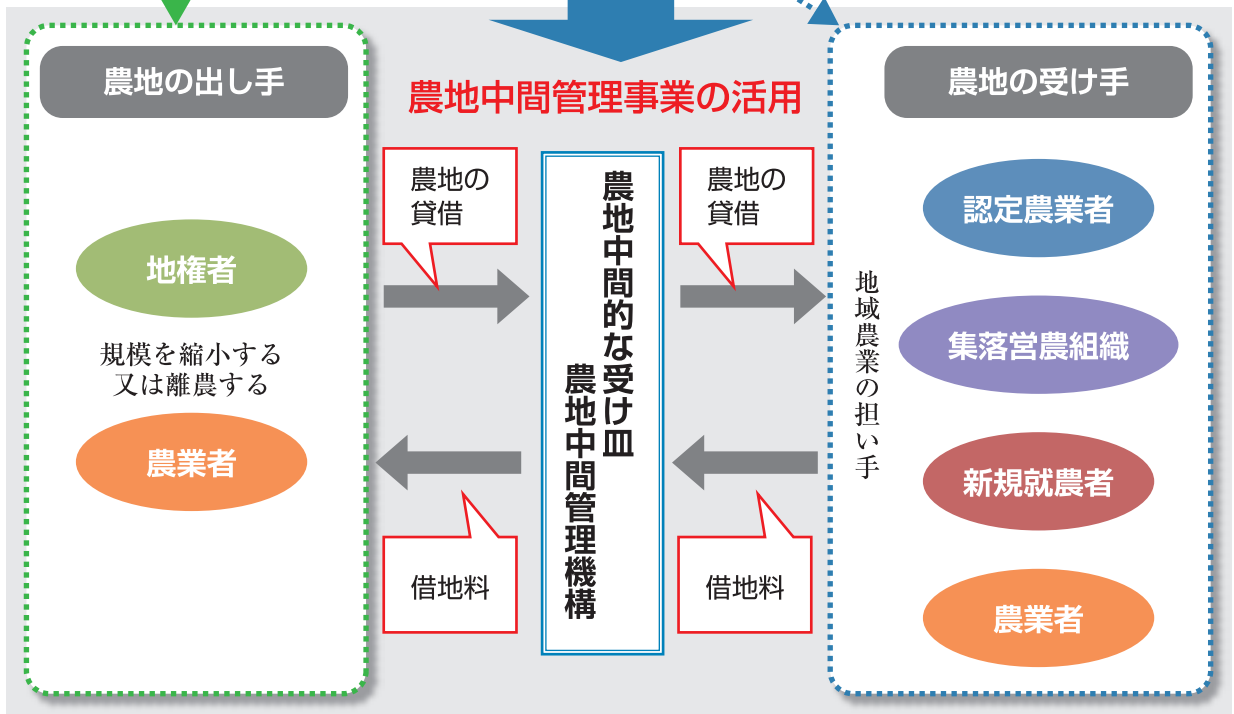 農地の出し手
地権者
規模を縮小する
又は離農する
農業者
農地中間管理事業の活用
農地の
貸借
農地の
貸借
農地中間的な受け皿
農地中間管理機構
借地料
借地料
農地の受け手
地域農業の担い手
認定農業者
集落営農組織
新規就農者
農業者